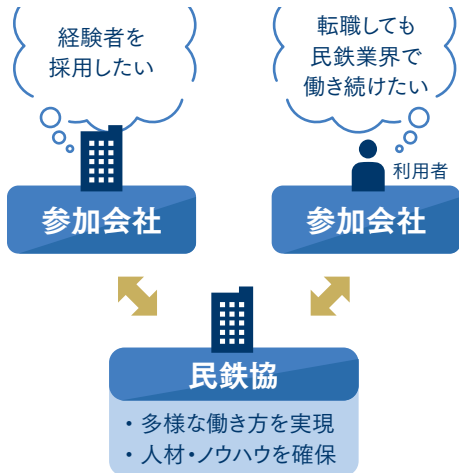 経験者を
採用したい
転職しても
民鉄業界で
働き続けたい
利用者
参加会社
参加会社
民鉄協
・多様な働き方を実現
・人材・ノウハウを確保